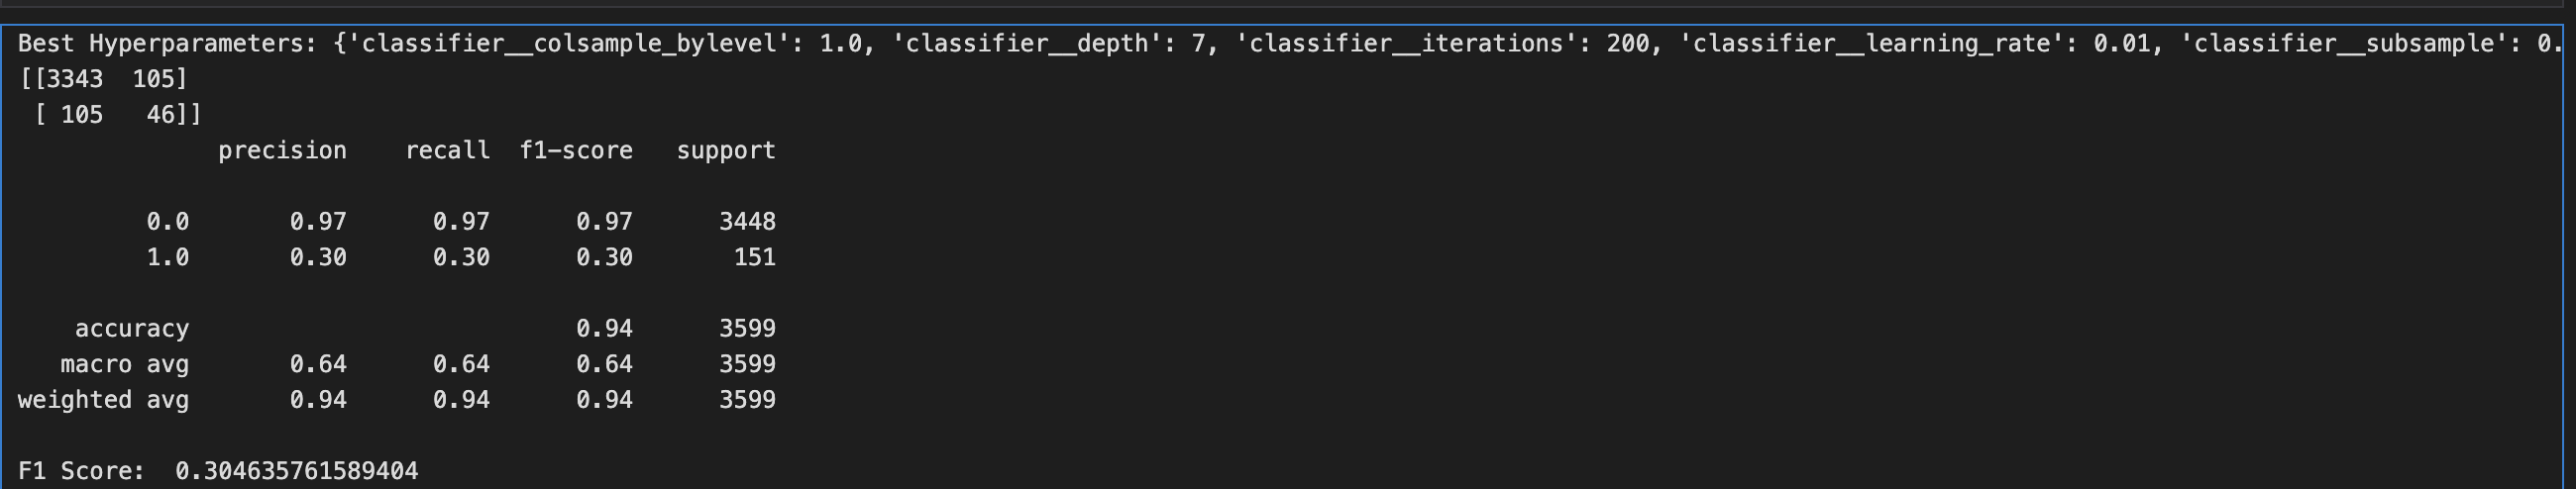 Best Hyperparameters: {'classifier__colsample_bylevel': 1.0, 'classifier__depth': 7, 'classifier__iterations': 200, 'classifier__learning_rate': 0.01, 'classifier__subsample': 0.
[[3343  105]
 [ 105   46]]
              precision    recall  f1-score   support

         0.0       0.97      0.97      0.97      3448
         1.0       0.30      0.30      0.30       151

    accuracy                           0.94      3599
   macro avg       0.64      0.64      0.64      3599
weighted avg       0.94      0.94      0.94      3599

F1 Score:  0.304635761589404